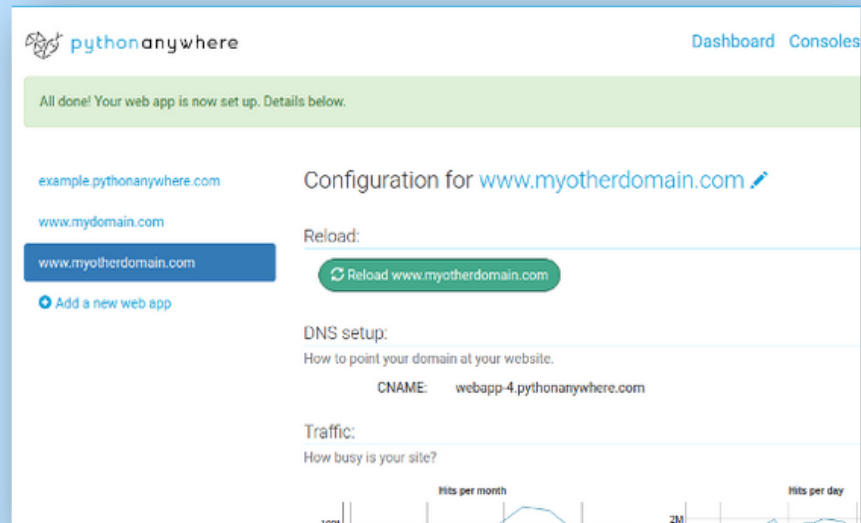 pythonanywhere
Dashboard Consoles
All done! Your web app is now set up. Details below.
example.pythonanywhere.com
www.mydomain.com
www.myotherdomain.com
Add a new web app
Configuration for www.myotherdomain.com
Reload:
Reload www.myotherdomain.com
DNS setup:
How to point your domain at your website.
CNAME: webapp-4.pythonanywhere.com
Traffic:
How busy is your site?
Hits per month
Hits per day
2M